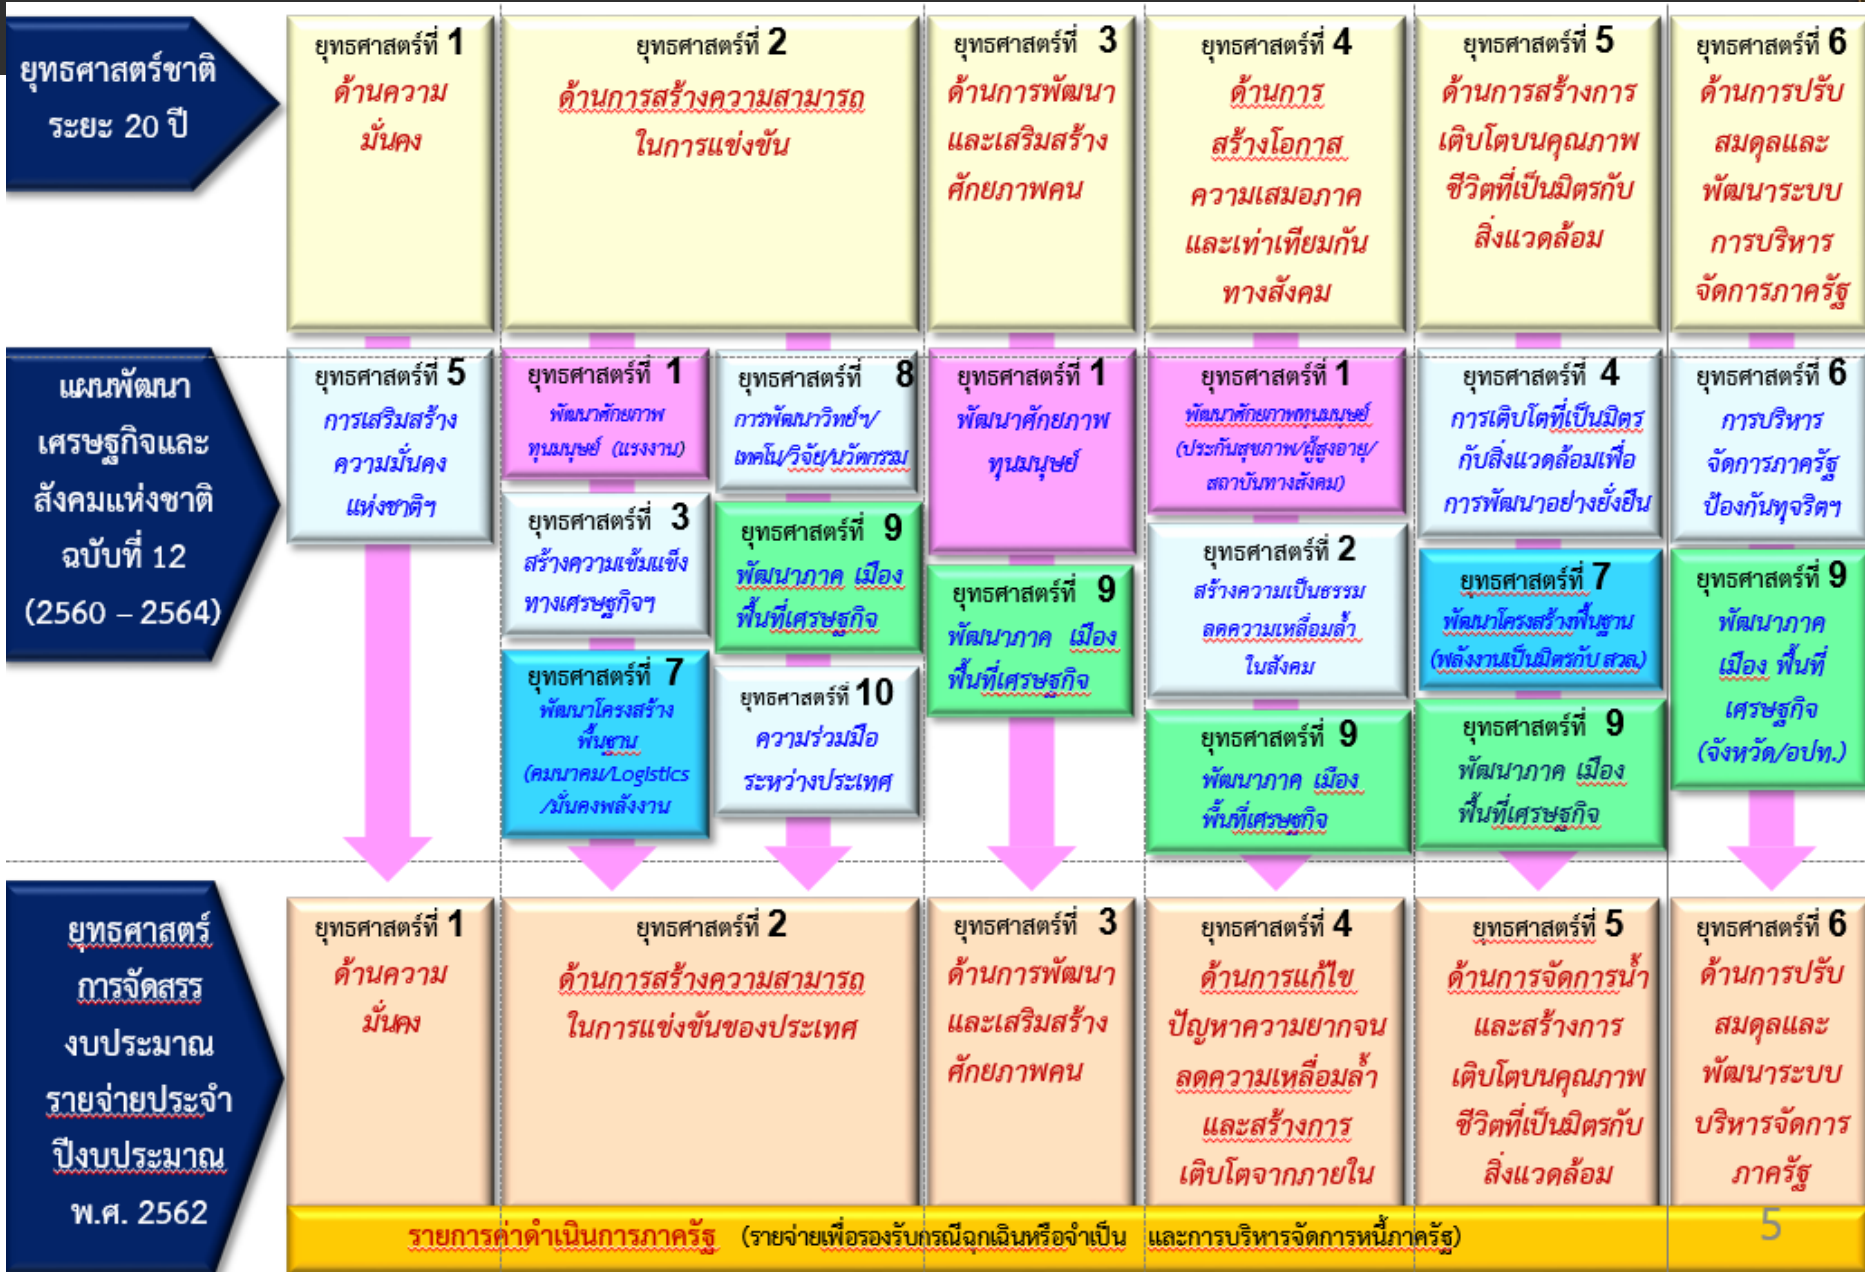 ยุทธศาสตร์ชาติ
ระยะ 20 ปี
ยุทธศาสตร์ที่ 1
ด้านความ
มั่นคง
ยุทธศาสตร์ที่ 2
ด้านการสร้างความสามารถ
ในการแข่งขัน
ยุทธศาสตร์ที่ 3
ด้านการพัฒนา
และเสริมสร้าง
ศักยภาพคน
ยุทธศาสตร์ที่ 4
ด้านการ
สร้างโอกาส
ความเสมอภาค
และเท่าเทียมกัน
ทางสังคม
ยุทธศาสตร์ที่ 5
ด้านการสร้างการ
เติบโตบนคุณภาพ
ชีวิตที่เป็นมิตรกับ
สิ่งแวดล้อม
ยุทธศาสตร์ที่ 6
ด้านการปรับ
สมดุลและ
พัฒนาระบบ
การบริหาร
จัดการภาครัฐ
แผนพัฒนา
เศรษฐกิจและ
สังคมแห่งชาติ
ฉบับที่ 12
(2560 – 2564)
ยุทธศาสตร์ที่ 5
การเสริมสร้าง
ความมั่นคง
แห่งชาติฯ
ยุทธศาสตร์ที่ 1
พัฒนาศักยภาพ
ทุนมนุษย์ (แรงงาน)
ยุทธศาสตร์ที่ 3
สร้างความเข้มแข็ง
ทางเศรษฐกิจฯ
ยุทธศาสตร์ที่ 7
พัฒนาโครงสร้าง
พื้นฐาน
(คมนาคม/Logistics
/มั่นคงพลังงาน
ยุทธศาสตร์ที่ 8
การพัฒนาวิทย์ฯ/
เทคโน/วิจัย/นวัตกรรม
ยุทธศาสตร์ที่ 9
พัฒนาภาค เมือง
พื้นที่เศรษฐกิจ
ยุทธศาสตร์ที่ 10
ความร่วมมือ
ระหว่างประเทศ
ยุทธศาสตร์ที่ 1
พัฒนาศักยภาพ
ทุนมนุษย์
ยุทธศาสตร์ที่ 9
พัฒนาภาค เมือง
พื้นที่เศรษฐกิจ
ยุทธศาสตร์ที่ 1
พัฒนาศักยภาพทุนมนุษย์
(ประกันสุขภาพ/ผู้สูงอายุ/
สถาบันทางสังคม)
ยุทธศาสตร์ที่ 2
สร้างความเป็นธรรม
ลดความเหลื่อมล้ำ
ในสังคม
ยุทธศาสตร์ที่ 9
พัฒนาภาค เมือง
พื้นที่เศรษฐกิจ
ยุทธศาสตร์ที่ 4
การเติบโตที่เป็นมิตร
กับสิ่งแวดล้อมเพื่อ
การพัฒนาอย่างยั่งยืน
ยุทธศาสตร์ที่ 7
พัฒนาโครงสร้างพื้นฐาน
(พลังงานเป็นมิตรกับ สวล.)
ยุทธศาสตร์ที่ 9
พัฒนาภาค เมือง
พื้นที่เศรษฐกิจ
ยุทธศาสตร์ที่ 6
การบริหาร
จัดการภาครัฐ
ป้องกันทุจริตฯ
ยุทธศาสตร์ที่ 9
พัฒนาภาค
เมือง พื้นที่
เศรษฐกิจ
(จังหวัด/อปท.)
ยุทธศาสตร์
การจัดสรร
งบประมาณ
รายจ่ายประจำ
ปีงบประมาณ
พ.ศ. 2562
ยุทธศาสตร์ที่ 1
ด้านความ
มั่นคง
ยุทธศาสตร์ที่ 2
ด้านการสร้างความสามารถ
ในการแข่งขันของประเทศ
ยุทธศาสตร์ที่ 3
ด้านการพัฒนา
และเสริมสร้าง
ศักยภาพคน
ยุทธศาสตร์ที่ 4
ด้านการแก้ไข
ปัญหาความยากจน
ลดความเหลื่อมล้ำ
และสร้างการ
เติบโตจากภายใน
ยุทธศาสตร์ที่ 5
ด้านการจัดการน้ำ
และสร้างการ
เติบโตบนคุณภาพ
ชีวิตที่เป็นมิตรกับ
สิ่งแวดล้อม
ยุทธศาสตร์ที่ 6
ด้านการปรับ
สมดุลและ
พัฒนาระบบ
บริหารจัดการ
ภาครัฐ
รายการค่าดำเนินการภาครัฐ (รายจ่ายเพื่อรองรับกรณีฉุกเฉินหรือจำเป็น และการบริหารจัดการหนี้ภาครัฐ)
5